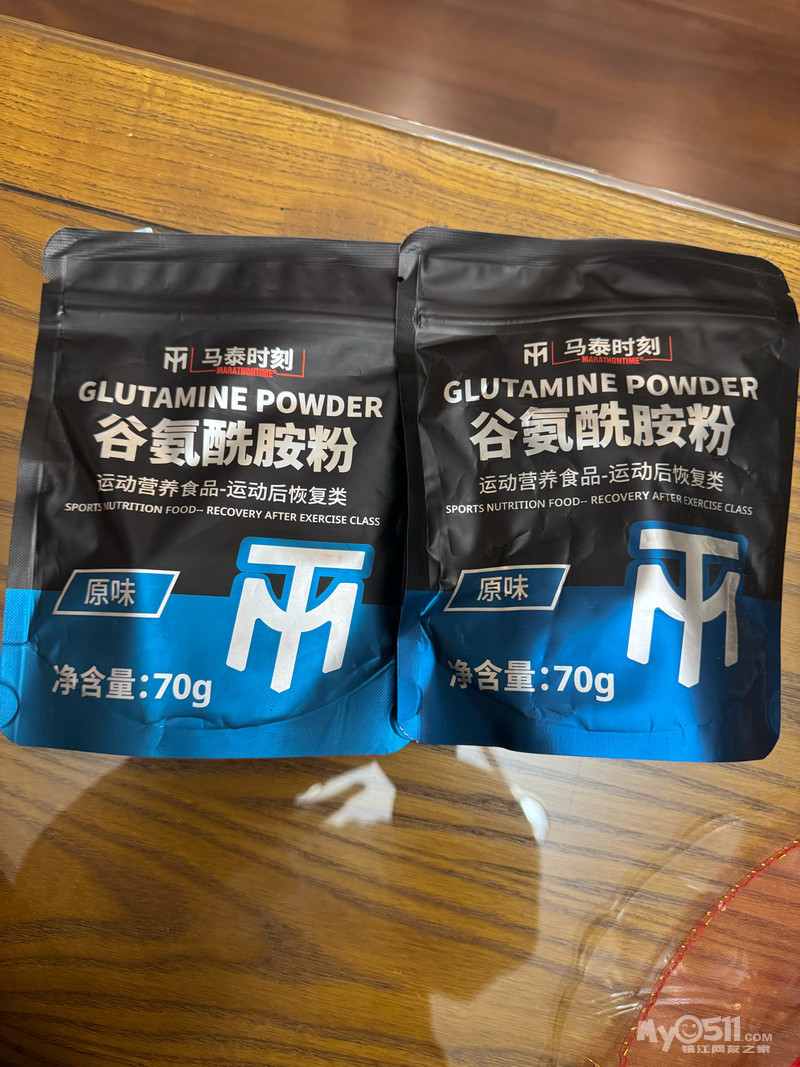 马泰时刻
MARATHONTIME
GLUTAMINE POWDER
谷氨酰胺粉
运动营养食品-运动后恢复类
SPORTS NUTRITION FOOD-- RECOVERY AFTER EXERCISE CLASS
原味
净含量:70g
马泰时刻
MARATHONTIME
GLUTAMINE POWDER
谷氨酰胺粉
运动营养食品-运动后恢复类
SPORTS NUTRITION FOOD-- RECOVERY AFTER EXERCISE CLASS
原味
净含量:70g
MyO511.COM
镇江网友之家